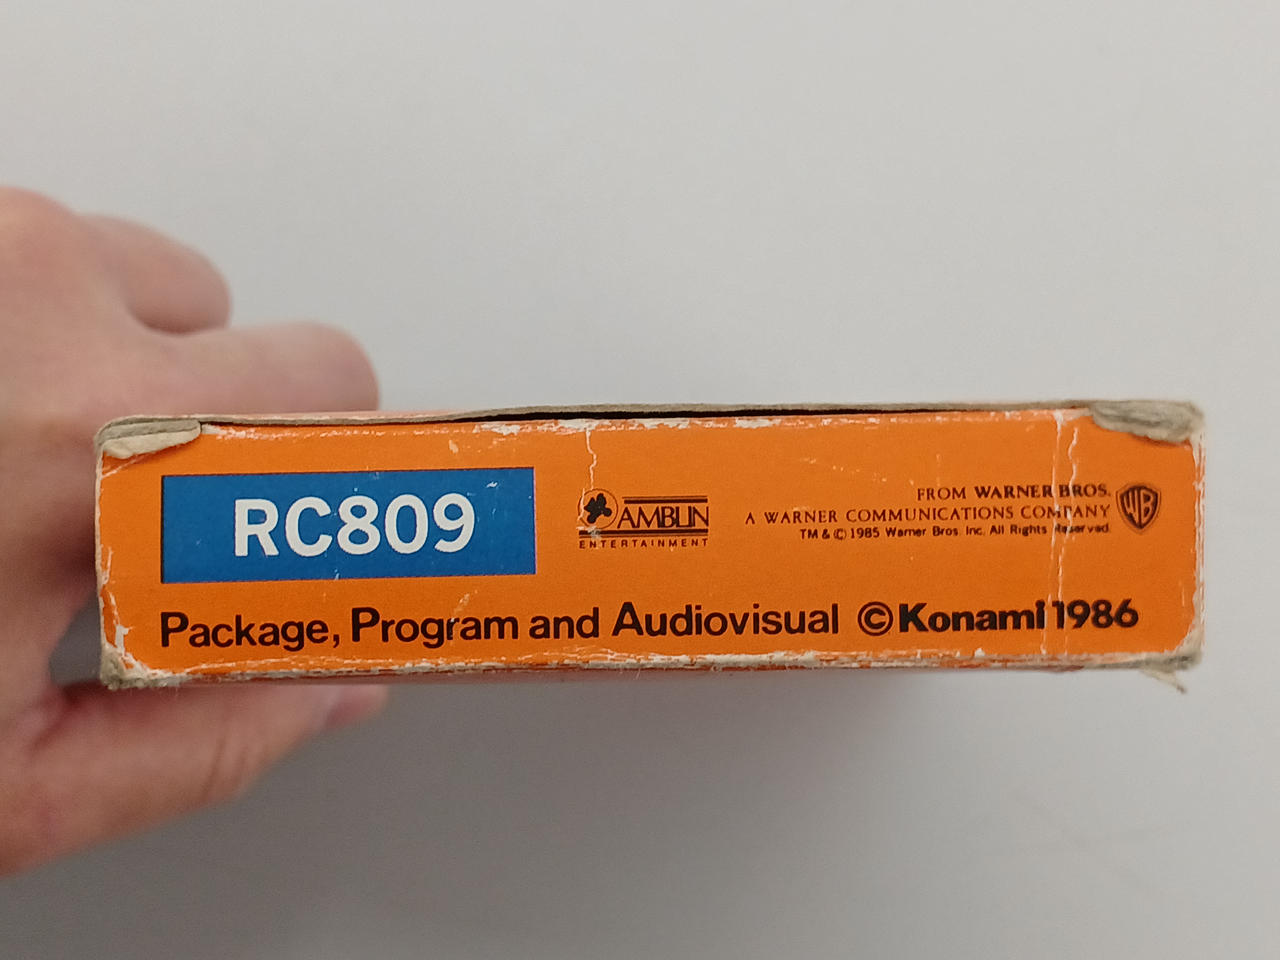 RC809
AMBLIN
ENTERTAINMENT
FROM WARNER BROS.
A WARNER COMMUNICATIONS COMPANY
TM & © 1985 Warner Bros. Inc. All Rights Reserved.
WB
Package, Program and Audiovisual © Konami 1986